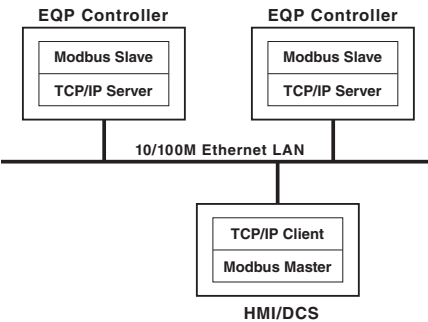 EQP Controller
Modbus Slave
TCP/IP Server
EQP Controller
Modbus Slave
TCP/IP Server
10/100M Ethernet LAN
TCP/IP Client
Modbus Master
HMI/DCS